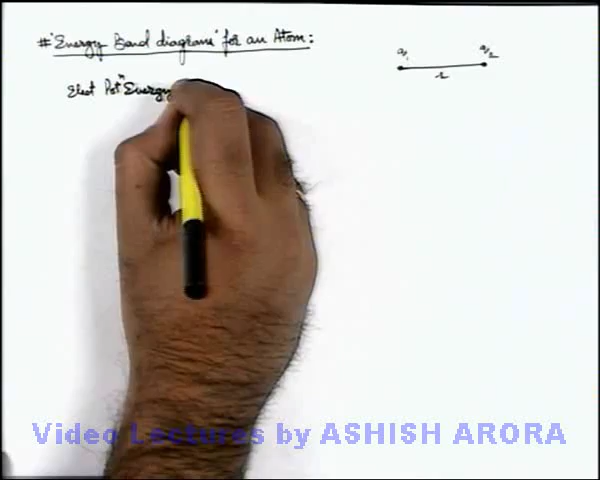 # 'Energy Band diagrams' for an Atom:
q₁ q₂
r
Elect Potⁿ Energy
Video Lectures by ASHISH ARORA